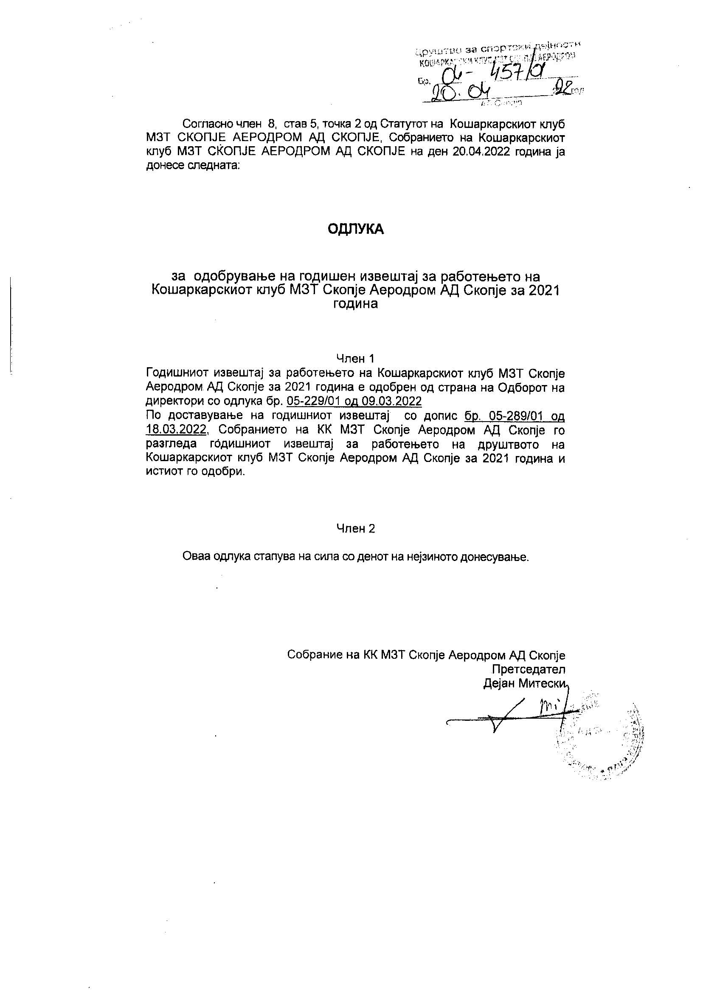 Друштво за спортски дејности
КОШАРКАРСКИ КЛУБ МЗТ СКОПЈЕ АЕРОДРОМ
Бр. 04- 457/01
20.04 22 год
Согласно член 8, став 5, точка 2 од Статутот на Кошаркарскиот клуб
МЗТ СКОПЈЕ АЕРОДРОМ АД СКОПЈЕ, Собранието на Кошаркарскиот
клуб МЗТ СКОПЈЕ АЕРОДРОМ АД СКОПЈЕ на ден 20.04.2022 година ја
донесе следната:
ОДЛУКА
за одобрување на годишен извештај за работењето на
Кошаркарскиот клуб МЗТ Скопје Аеродром АД Скопје за 2021
година
Член 1
Годишниот извештај за работењето на Кошаркарскиот клуб МЗТ Скопје
Аеродром АД Скопје за 2021 година е одобрен од страна на Одборот на
директори со одлука бр. 05-229/01 од 09.03.2022
По доставување на годишниот извештај со допис бр. 05-289/01 од
18.03.2022, Собранието на КК МЗТ Скопје Аеродром АД Скопје го
разгледа годишниот извештај за работењето на друштвото на
Кошаркарскиот клуб МЗТ Скопје Аеродром АД Скопје за 2021 година и
истиот го одобри.
Член 2
Оваа одлука стапува на сила со денот на нејзиното донесување.
Собрание на КК МЗТ Скопје Аеродром АД Скопје
Претседател
Дејан Митески